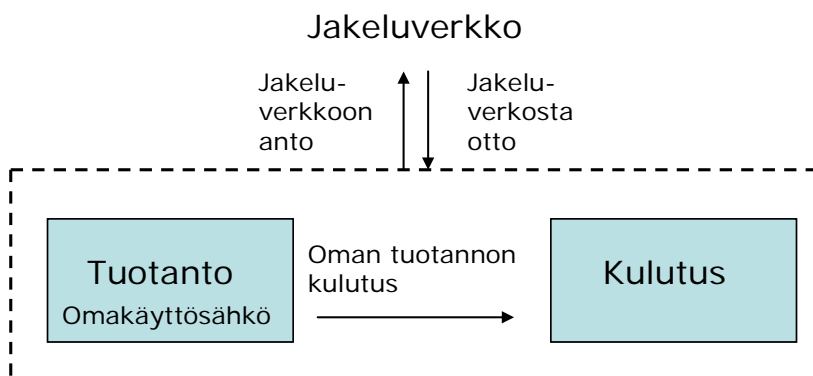 Jakeluverkko
Jakelu-
verkkoon
anto
Jakelu-
verkosta
otto
Tuotanto
Omakäyttösähkö
Oman tuotannon
kulutus
Kulutus